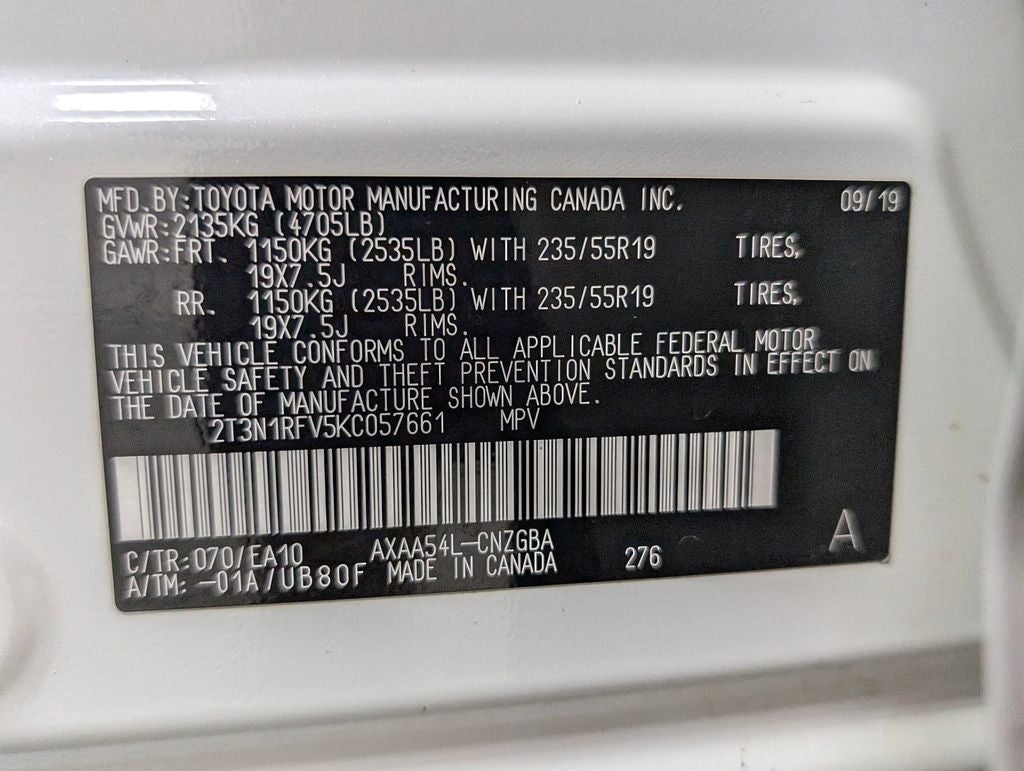 MFD. BY: TOYOTA MOTOR MANUFACTURING CANADA INC. 09/19
GVWR: 2135KG (4705LB)
GAWR: FRT. 1150KG (2535LB) WITH 235/55R19 TIRES,
19X7.5J RIMS.
RR. 1150KG (2535LB) WITH 235/55R19 TIRES,
19X7.5J RIMS.
THIS VEHICLE CONFORMS TO ALL APPLICABLE FEDERAL MOTOR
VEHICLE SAFETY AND THEFT PREVENTION STANDARDS IN EFFECT ON
THE DATE OF MANUFACTURE SHOWN ABOVE.
2T3N1RFV5KC057661 MPV
C/TR: 070/EA10 AXAA54L-CNZGBA 276 A
A/TM: -01A/UB80F MADE IN CANADA